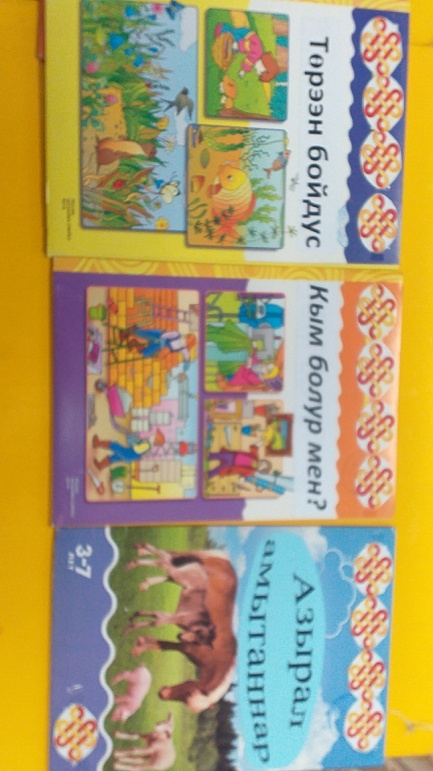 Төрээн бойдус
Кым болур мен?
Азырал
амытаннар
3-7